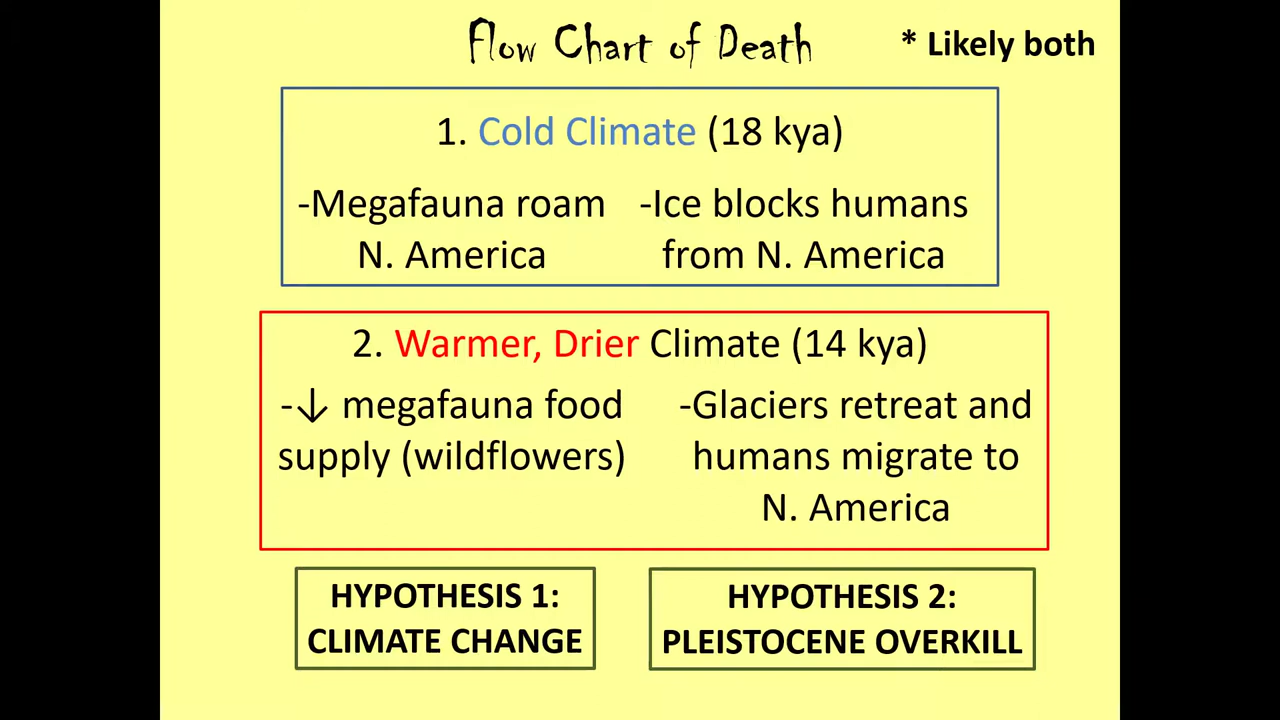 Flow Chart of Death
* Likely both
1. Cold Climate (18 kya)
-Megafauna roam
N. America
-Ice blocks humans
from N. America
2. Warmer, Drier Climate (14 kya)
-↓ megafauna food
supply (wildflowers)
-Glaciers retreat and
humans migrate to
N. America
HYPOTHESIS 1:
CLIMATE CHANGE
HYPOTHESIS 2:
PLEISTOCENE OVERKILL